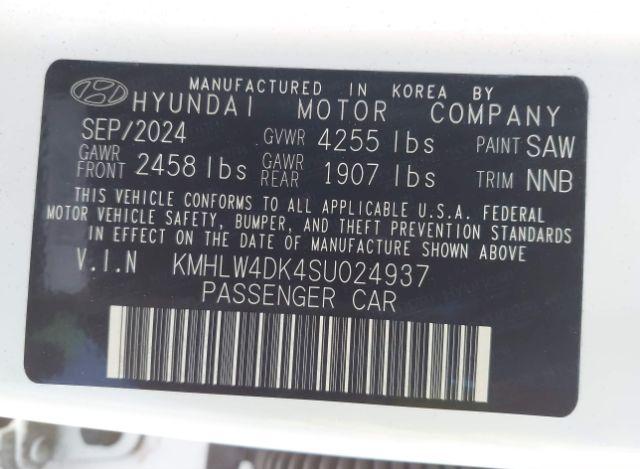 MANUFACTURED IN KOREA BY
HYUNDAI MOTOR COMPANY
SEP/2024 GVWR 4255 lbs PAINT SAW
GAWR FRONT 2458 lbs GAWR REAR 1907 lbs TRIM NNB
THIS VEHICLE CONFORMS TO ALL APPLICABLE U.S.A. FEDERAL
MOTOR VEHICLE SAFETY, BUMPER, AND THEFT PREVENTION STANDARDS
IN EFFECT ON THE DATE OF MANUFACTURE SHOWN ABOVE
V.I.N KMHLW4DK4SU024937
PASSENGER CAR